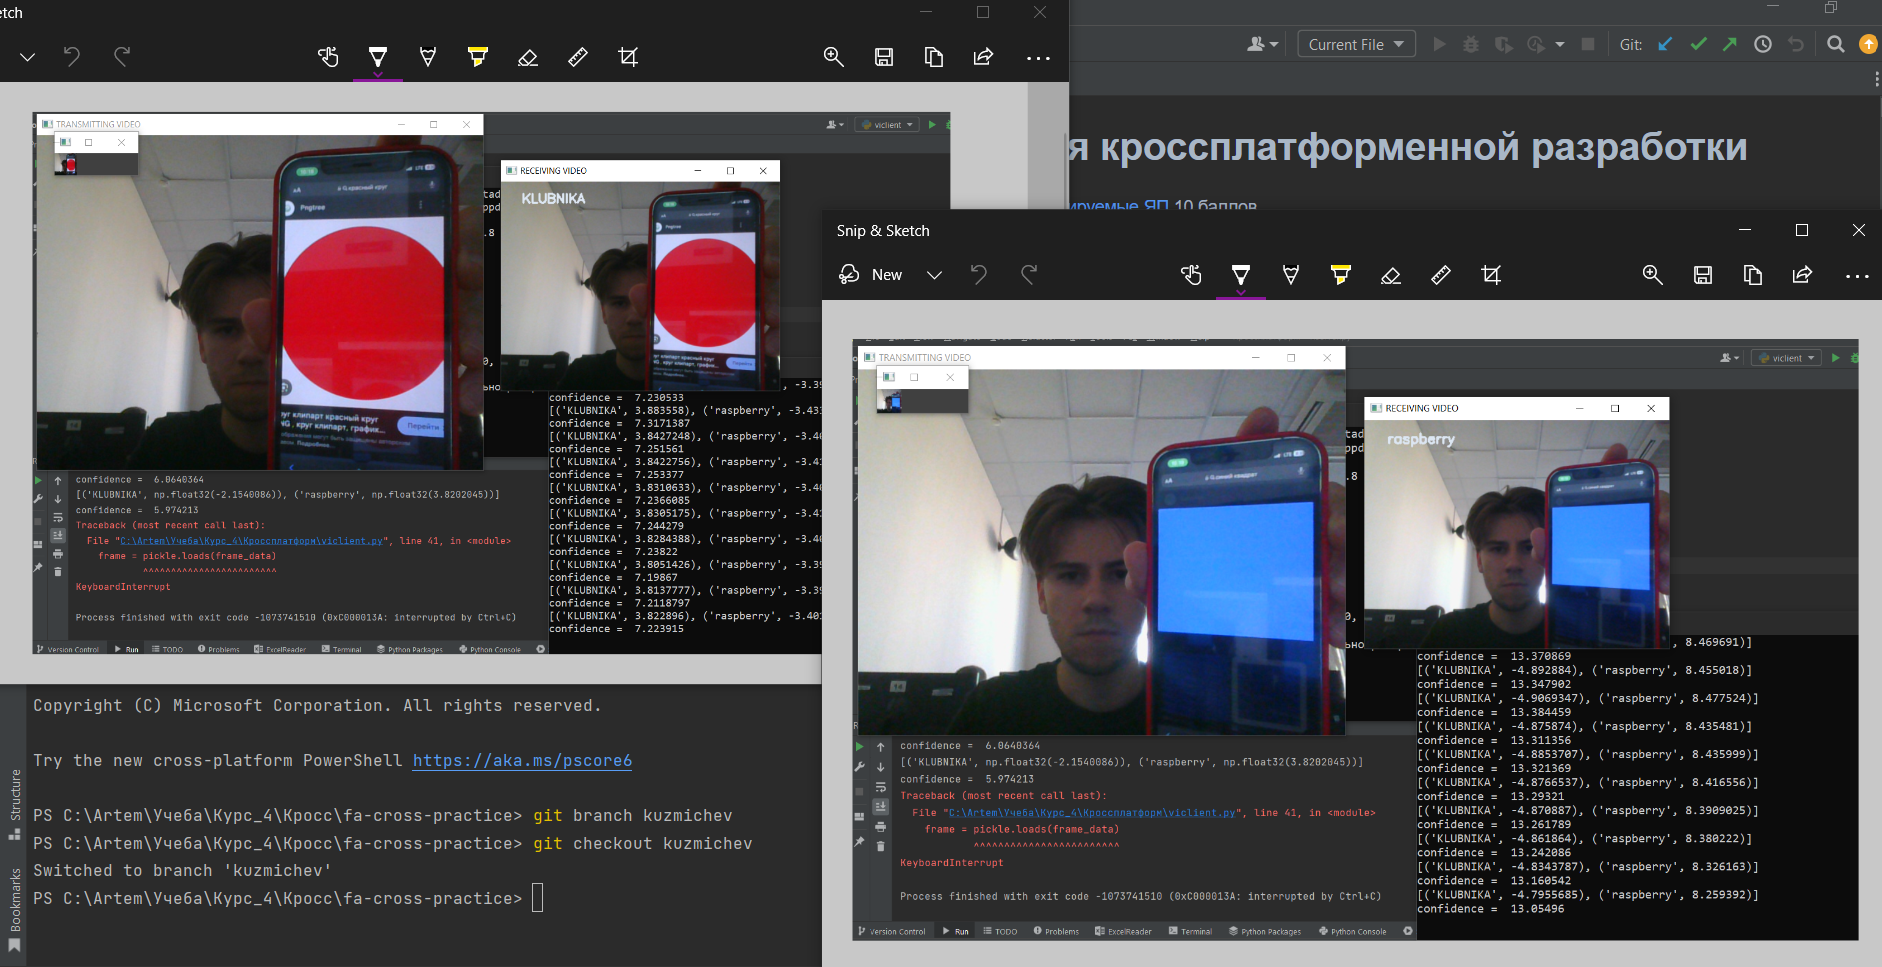 etch
TRANSMITTING VIDEO
viclient
RECEIVING VIDEO
KLUBNIKA
Pngtree
Перейти
confidence =  7.230533
[('KLUBNIKA', 3.883558), ('raspberry', -3.433
confidence =  7.3171387
[('KLUBNIKA', 3.8427248), ('raspberry', -3.40
confidence =  7.251561
[('KLUBNIKA', 3.8422756), ('raspberry', -3.41
confidence =  7.253377
[('KLUBNIKA', 3.8310633), ('raspberry', -3.40
confidence =  7.2366085
[('KLUBNIKA', 3.8305175), ('raspberry', -3.41
confidence =  7.244279
[('KLUBNIKA', 3.8284388), ('raspberry', -3.40
confidence =  7.23822
[('KLUBNIKA', 3.8051426), ('raspberry', -3.39
confidence =  7.19867
[('KLUBNIKA', 3.8137777), ('raspberry', -3.39
confidence =  7.2118797
[('KLUBNIKA', 3.822896), ('raspberry', -3.401
confidence =  7.223915
confidence =  6.0640364
[('KLUBNIKA', np.float32(-2.1540086)), ('raspberry', np.float32(3.8202045))]
confidence =  5.974213
Traceback (most recent call last):
File "C:\Artem\Учеба\Курс_4\Кроссплатформ\viclient.py", line 41, in <module>
frame = pickle.loads(frame_data)
^^^^^^^^^^^^^^^^^^^^^^^^
KeyboardInterrupt
Process finished with exit code -1073741510 (0xC000013A: interrupted by Ctrl+C)
Version Control Run TODO Problems ExcelReader Terminal Python Packages Python Console
Current File
Git:
я кроссплатформенной разработки
ируемые ЯП 10 баллов
Snip & Sketch
New
TRANSMITTING VIDEO
viclient
RECEIVING VIDEO
raspberry
, 8.469691)]
confidence =  13.370869
[('KLUBNIKA', -4.892884), ('raspberry', 8.455018)]
confidence =  13.347902
[('KLUBNIKA', -4.9069347), ('raspberry', 8.477524)]
confidence =  13.384459
[('KLUBNIKA', -4.875874), ('raspberry', 8.435481)]
confidence =  13.311356
[('KLUBNIKA', -4.8853707), ('raspberry', 8.435999)]
confidence =  13.321369
[('KLUBNIKA', -4.8766537), ('raspberry', 8.416556)]
confidence =  13.29321
[('KLUBNIKA', -4.870887), ('raspberry', 8.3909025)]
confidence =  13.261789
[('KLUBNIKA', -4.861864), ('raspberry', 8.380222)]
confidence =  13.242086
[('KLUBNIKA', -4.8343787), ('raspberry', 8.326163)]
confidence =  13.160542
[('KLUBNIKA', -4.7955685), ('raspberry', 8.259392)]
confidence =  13.05496
confidence =  6.0640364
[('KLUBNIKA', np.float32(-2.1540086)), ('raspberry', np.float32(3.8202045))]
confidence =  5.974213
Traceback (most recent call last):
File "C:\Artem\Учеба\Курс_4\Кроссплатформ\viclient.py", line 41, in <module>
frame = pickle.loads(frame_data)
^^^^^^^^^^^^^^^^^^^^^^^^
KeyboardInterrupt
Process finished with exit code -1073741510 (0xC000013A: interrupted by Ctrl+C)
Version Control Run TODO Problems ExcelReader Terminal Python Packages Python Console
Structure
Bookmarks
Copyright (C) Microsoft Corporation. All rights reserved.
Try the new cross-platform PowerShell https://aka.ms/pscore6
PS C:\Artem\Учеба\Курс_4\Кросс\fa-cross-practice> git branch kuzmichev
PS C:\Artem\Учеба\Курс_4\Кросс\fa-cross-practice> git checkout kuzmichev
Switched to branch 'kuzmichev'
PS C:\Artem\Учеба\Курс_4\Кросс\fa-cross-practice>